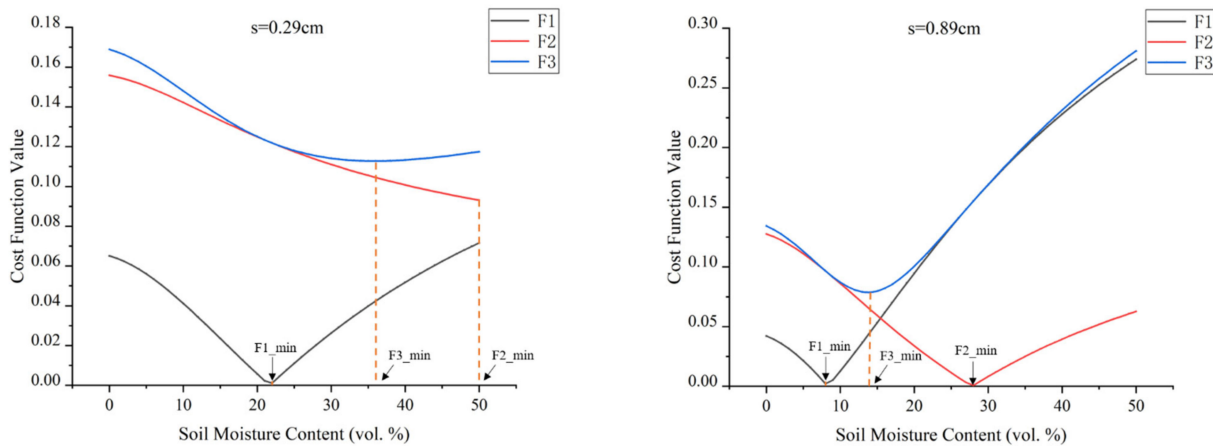 s=0.29cm
F1
F2
F3
Cost Function Value
0.18
0.16
0.14
0.12
0.10
0.08
0.06
0.04
0.02
0.00
F1_min
F3_min
F2_min
0
10
20
30
40
50
Soil Moisture Content (vol. %)
s=0.89cm
F1
F2
F3
Cost Function Value
0.30
0.25
0.20
0.15
0.10
0.05
0.00
F1_min
F3_min
F2_min
0
10
20
30
40
50
Soil Moisture Content (vol. %)